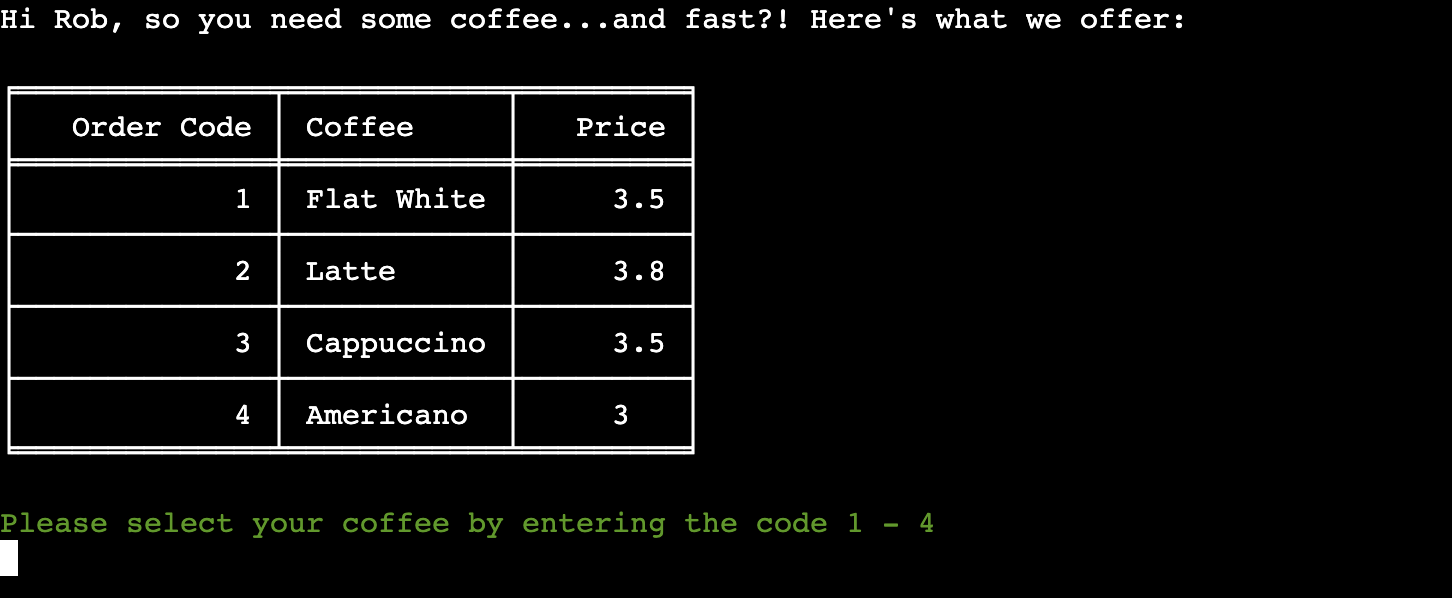 Hi Rob, so you need some coffee...and fast?! Here's what we offer:
Order Code Coffee Price
1 Flat White 3.5
2 Latte 3.8
3 Cappuccino 3.5
4 Americano 3
Please select your coffee by entering the code 1 - 4